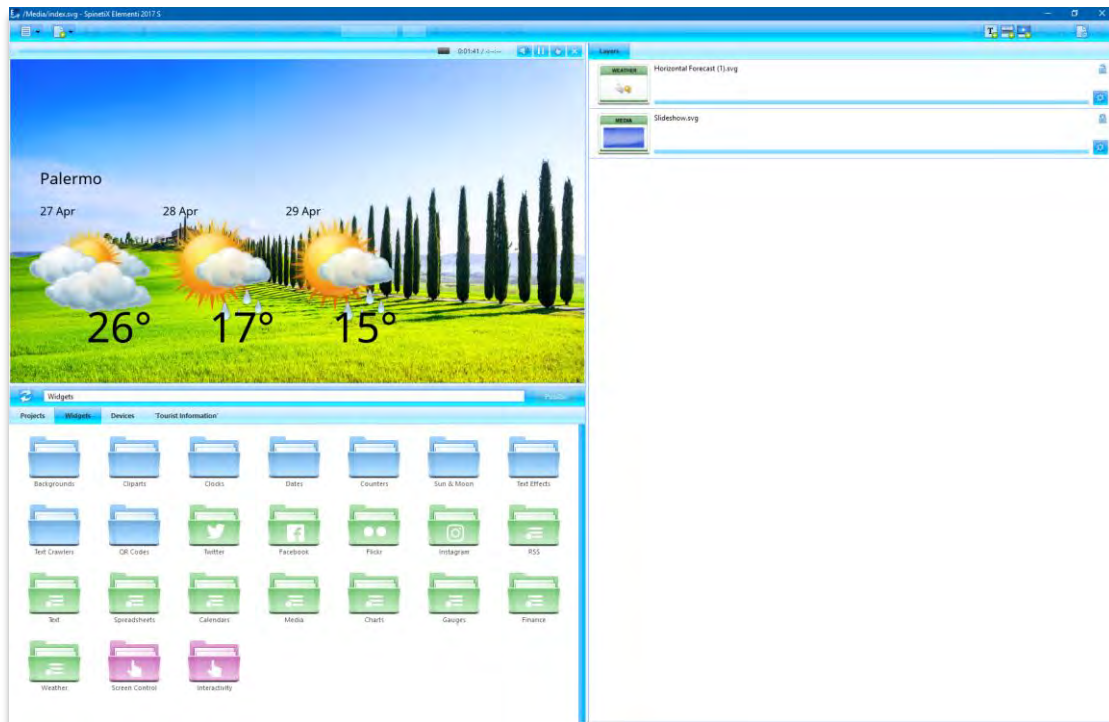 /Media/index.svg - SpinetiX Elementi 2017 S
0:01:41 / --:--:--
Layers
WEATHER
Horizontal Forecast (1).svg
MEDIA
Slideshow.svg
Palermo
27 Apr 28 Apr 29 Apr
26° 17° 15°
Widgets
Projects Widgets Devices 'Tourist Information'
Backgrounds Cliparts Clocks Dates Counters Sun & Moon Text Effects
Text Crawlers QR Codes Twitter Facebook Flickr Instagram RSS
Text Spreadsheets Calendars Media Charts Gauges Finance
Weather Screen Control Interactivity